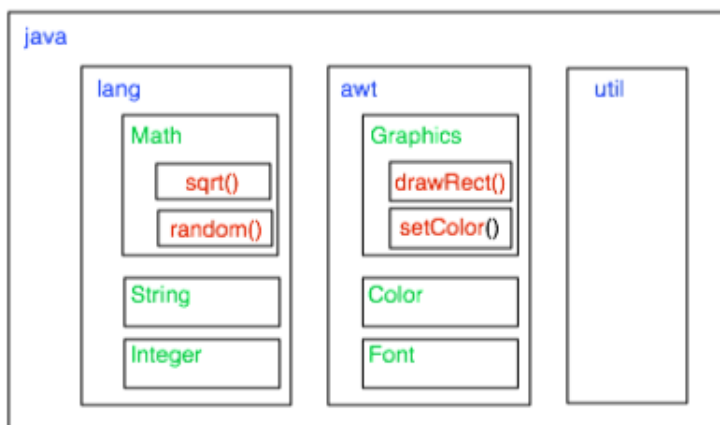 java
lang
Math
sqrt()
random()
String
Integer
awt
Graphics
drawRect()
setColor()
Color
Font
util